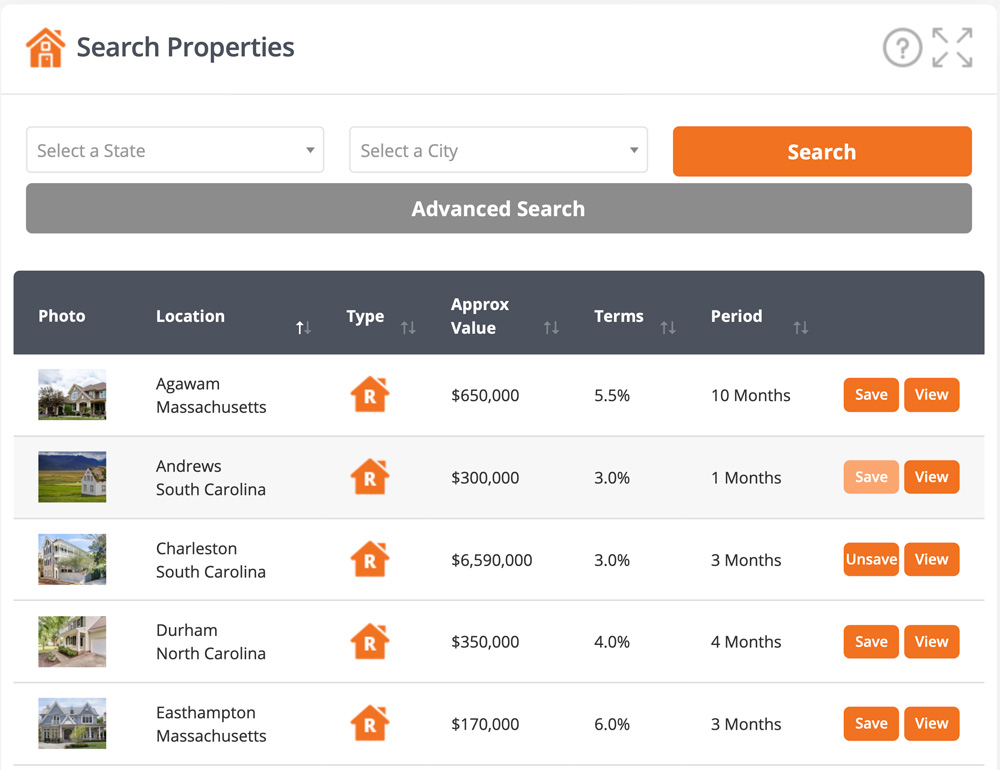 Search Properties
?
Select a State
Select a City
Search
Advanced Search
Photo
Location
Type
Approx
Value
Terms
Period
Agawam
Massachusetts
R
$650,000
5.5%
10 Months
Save
View
Andrews
South Carolina
R
$300,000
3.0%
1 Months
Save
View
Charleston
South Carolina
R
$6,590,000
3.0%
3 Months
Unsave
View
Durham
North Carolina
R
$350,000
4.0%
4 Months
Save
View
Easthampton
Massachusetts
R
$170,000
6.0%
3 Months
Save
View